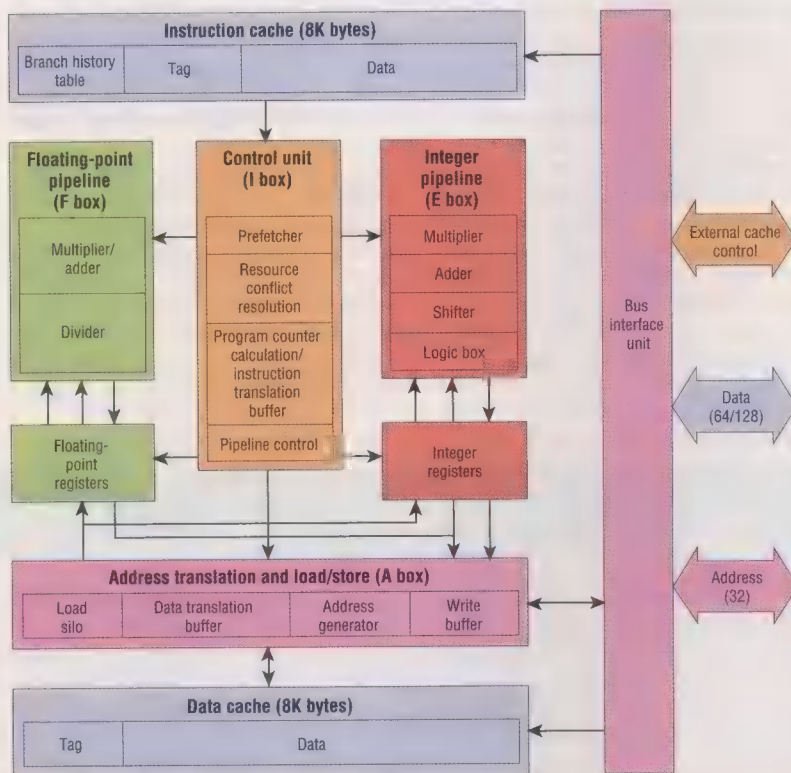 Instruction cache (8K bytes)
Branch history
table
Tag
Data
Floating-point
pipeline
(F box)
Multiplier/
adder
Divider
Floating-
point
registers
Control unit
(I box)
Prefetcher
Resource
conflict
resolution
Program counter
calculation/
instruction
translation
buffer
Pipeline control
Integer
pipeline
(E box)
Multiplier
Adder
Shifter
Logic box
Integer
registers
Address translation and load/store (A box)
Load
silo
Data translation
buffer
Address
generator
Write
buffer
Data cache (8K bytes)
Tag
Data
Bus
interface
unit
External cache
control
Data
(64/128)
Address
(32)